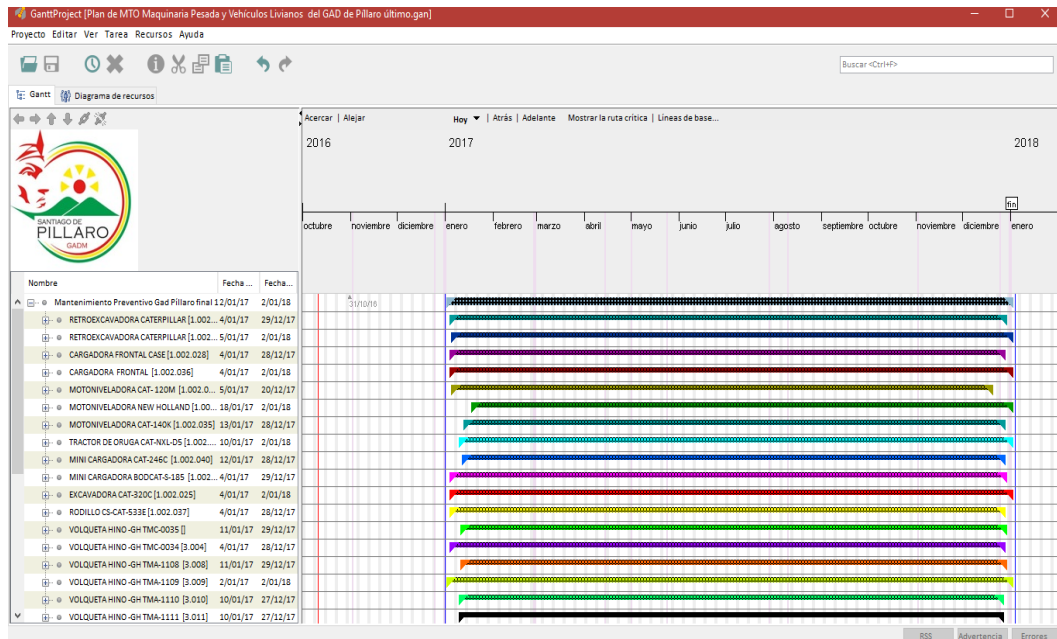 GanttProject [Plan de MTO Maquinaria Pesada y Vehículos Livianos del GAD de Píllaro último.gan]
Proyecto Editar Ver Tarea Recursos Ayuda
Buscar <Ctrl+F>
Gantt Diagrama de recursos
Acercar | Alejar Hoy | Atrás | Adelante Mostrar la ruta crítica | Líneas de base...
2016 2017 2018
SANTIAGO DE
PILLARO
GADM
fin
octubre noviembre diciembre enero febrero marzo abril mayo junio julio agosto septiembre octubre noviembre diciembre enero
Nombre Fecha ... Fecha...
Mantenimiento Preventivo Gad Pillaro final 12/01/17 2/01/18
31/10/16
RETROEXCAVADORA CATERPILLAR [1.002... 4/01/17 29/12/17
RETROEXCAVADORA CATERPILLAR [1.002... 5/01/17 2/01/18
CARGADORA FRONTAL CASE [1.002.028] 4/01/17 28/12/17
CARGADORA FRONTAL [1.002.036] 4/01/17 2/01/18
MOTONIVELADORA CAT- 120M [1.002.0... 5/01/17 20/12/17
MOTONIVELADORA NEW HOLLAND [1.00... 18/01/17 2/01/18
MOTONIVELADORA CAT-140K [1.002.035] 13/01/17 28/12/17
TRACTOR DE ORUGA CAT-NXL-D5 [1.002.... 10/01/17 2/01/18
MINI CARGADORA CAT-246C [1.002.040] 12/01/17 28/12/17
MINI CARGADORA BODCAT-S-185 [1.002... 4/01/17 29/12/17
EXCAVADORA CAT-320C [1.002.025] 4/01/17 2/01/18
RODILLO CS-CAT-533E [1.002.037] 4/01/17 28/12/17
VOLQUETA HINO -GH TMC-0035 [] 11/01/17 29/12/17
VOLQUETA HINO -GH TMC-0034 [3.004] 4/01/17 28/12/17
VOLQUETA HINO -GH TMA-1108 [3.008] 11/01/17 29/12/17
VOLQUETA HINO -GH TMA-1109 [3.009] 2/01/17 2/01/18
VOLQUETA HINO -GH TMA-1110 [3.010] 10/01/17 27/12/17
VOLQUETA HINO -GH TMA-1111 [3.011] 10/01/17 27/12/17
RSS Advertencia Errores